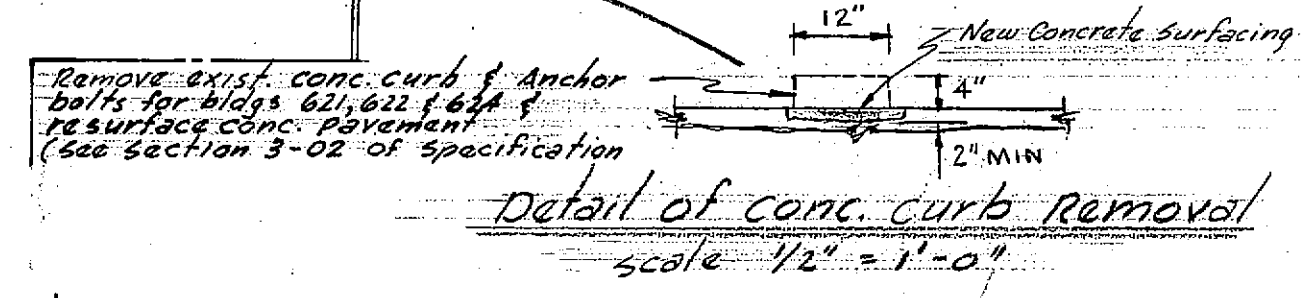 12"
New Concrete Surfacing
Remove exist. conc. curb & Anchor
bolts for bldgs 621, 622 & 624 &
resurface conc. pavement
(See Section 3-02 of Specification
4"
2" MIN
Detail of conc. curb Removal
scale 1/2" = 1'-0"